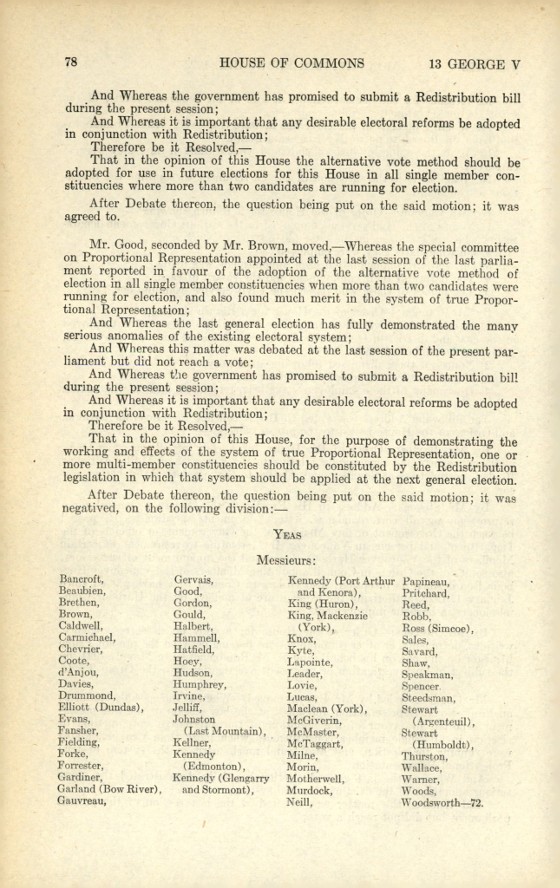 78 HOUSE OF COMMONS 13 GEORGE V
And Whereas the government has promised to submit a Redistribution bill
during the present session;
And Whereas it is important that any desirable electoral reforms be adopted
in conjunction with Redistribution;
Therefore be it Resolved,—
That in the opinion of this House the alternative vote method should be
adopted for use in future elections for this House in all single member con-
stituencies where more than two candidates are running for election.
After Debate thereon, the question being put on the said motion; it was
agreed to.
Mr. Good, seconded by Mr. Brown, moved,—Whereas the special committee
on Proportional Representation appointed at the last session of the last parlia-
ment reported in favour of the adoption of the alternative vote method of
election in all single member constituencies when more than two candidates were
running for election, and also found much merit in the system of true Propor-
tional Representation;
And Whereas the last general election has fully demonstrated the many
serious anomalies of the existing electoral system;
And Whereas this matter was debated at the last session of the present par-
liament but did not reach a vote;
And Whereas the government has promised to submit a Redistribution bill
during the present session;
And Whereas it is important that any desirable electoral reforms be adopted
in conjunction with Redistribution;
Therefore be it Resolved,—
That in the opinion of this House, for the purpose of demonstrating the
working and effects of the system of true Proportional Representation, one or
more multi-member constituencies should be constituted by the Redistribution
legislation in which that system should be applied at the next general election.
After Debate thereon, the question being put on the said motion; it was
negatived, on the following division:—
YEAS
Messieurs:
Bancroft,
Beaubien,
Brethen,
Brown,
Caldwell,
Carmichael,
Chevrier,
Coote,
d'Anjou,
Davies,
Drummond,
Elliott (Dundas),
Evans,
Fansher,
Fielding,
Forke,
Forrester,
Gardiner,
Garland (Bow River),
Gauvreau,
Gervais,
Good,
Gordon,
Gould,
Halbert,
Hammell,
Hatfield,
Hoey,
Hudson,
Humphrey,
Irvine,
Jelliff,
Johnston
(Last Mountain),
Kellner,
Kennedy
(Edmonton),
Kennedy (Glengarry
and Stormont),
Kennedy (Port Arthur
and Kenora),
King (Huron),
King, Mackenzie
(York),
Knox,
Kyte,
Lapointe,
Leader,
Lovie,
Lucas,
Maclean (York),
McGiverin,
McMaster,
McTaggart,
Milne,
Morin,
Motherwell,
Murdock,
Neill,
Papineau,
Pritchard,
Reed,
Robb,
Ross (Simcoe),
Sales,
Savard,
Shaw,
Speakman,
Spencer
Steedsman,
Stewart
(Argenteuil),
Stewart
(Humboldt),
Thurston,
Wallace,
Warner,
Woods,
Woodsworth—72.